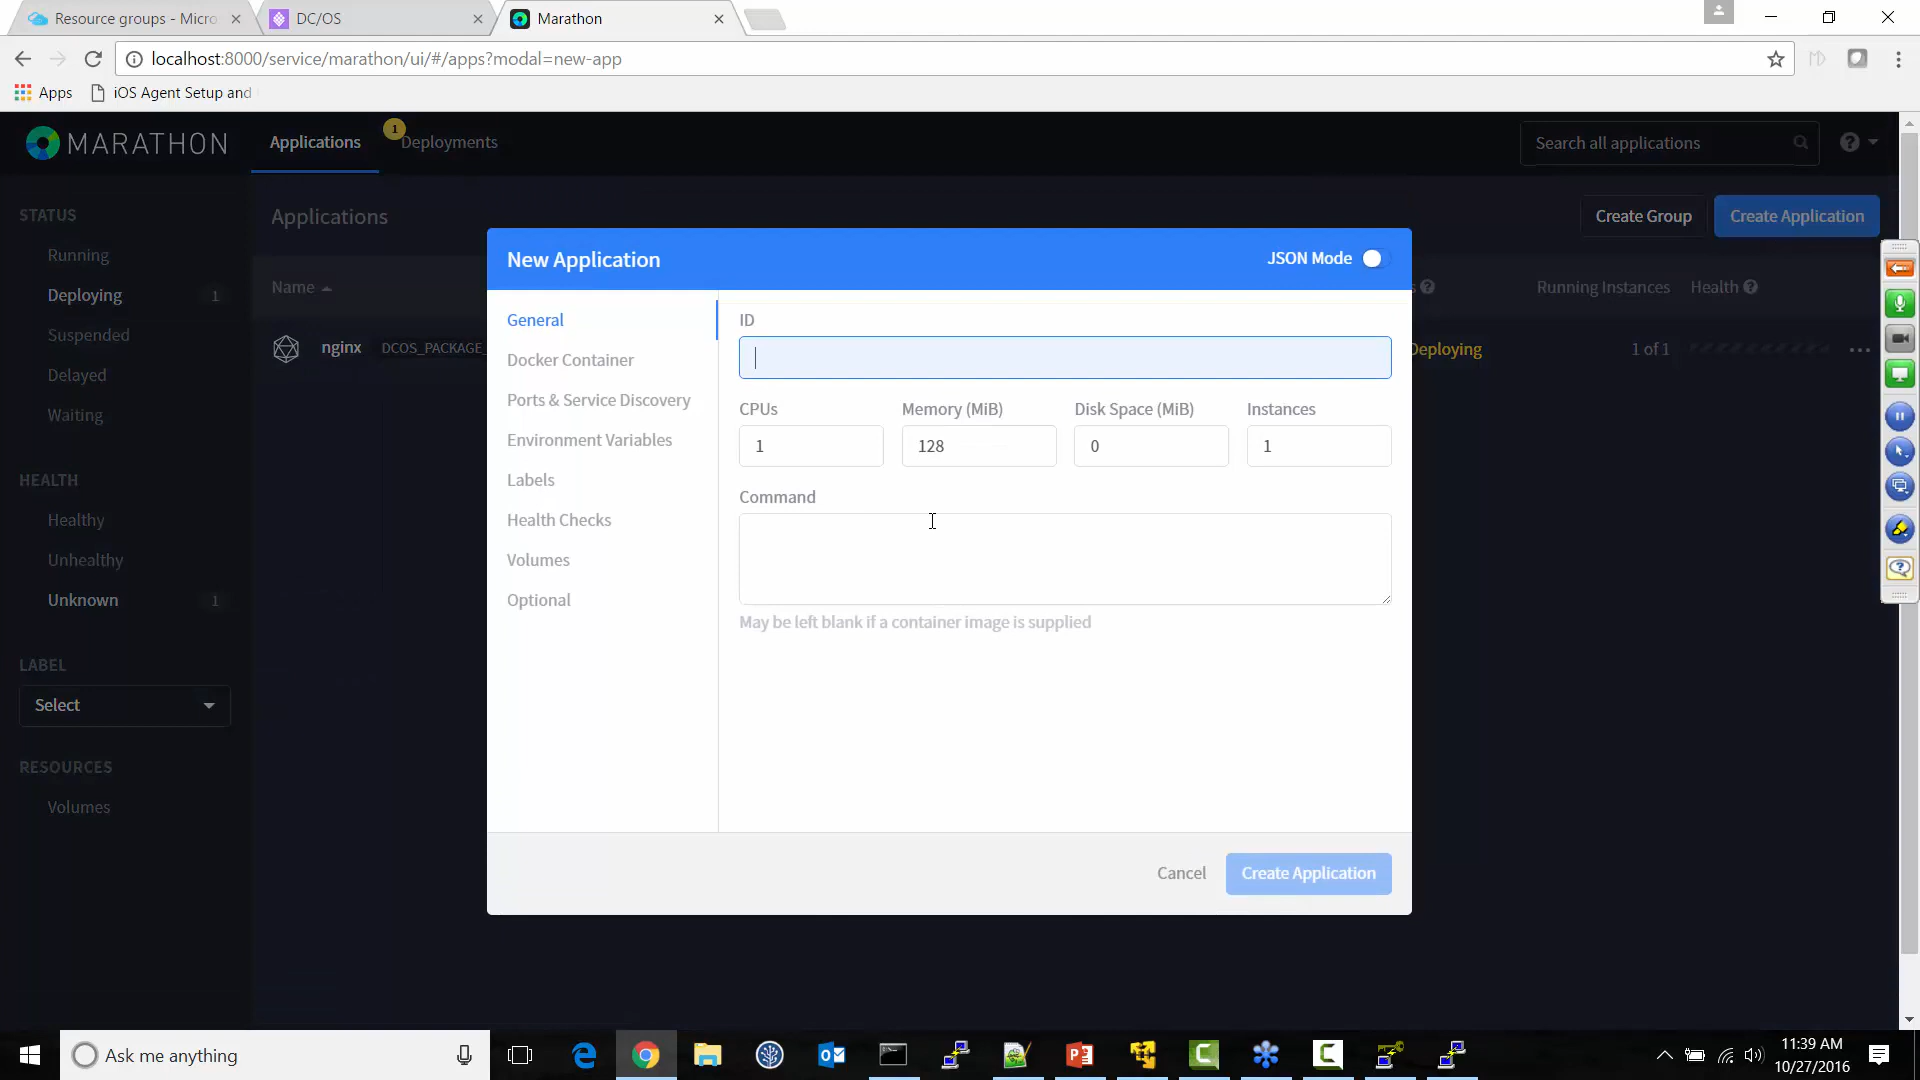 Resource groups - Micro
DC/OS
Marathon
localhost:8000/service/marathon/ui/#/apps?modal=new-app
Apps
iOS Agent Setup and
MARATHON
Applications
1
Deployments
Search all applications
STATUS
Running
Deploying 1
Suspended
Delayed
Waiting
HEALTH
Healthy
Unhealthy
Unknown 1
LABEL
Select
RESOURCES
Volumes
Applications
Create Group
Create Application
Name
Running Instances
Health
nginx
DCOS_PACKAGE_
Deploying
1 of 1
New Application
JSON Mode
General
Docker Container
Ports & Service Discovery
Environment Variables
Labels
Health Checks
Volumes
Optional
ID
CPUs
Memory (MiB)
Disk Space (MiB)
Instances
1
128
0
1
Command
May be left blank if a container image is supplied
Cancel
Create Application
Ask me anything
11:39 AM
10/27/2016